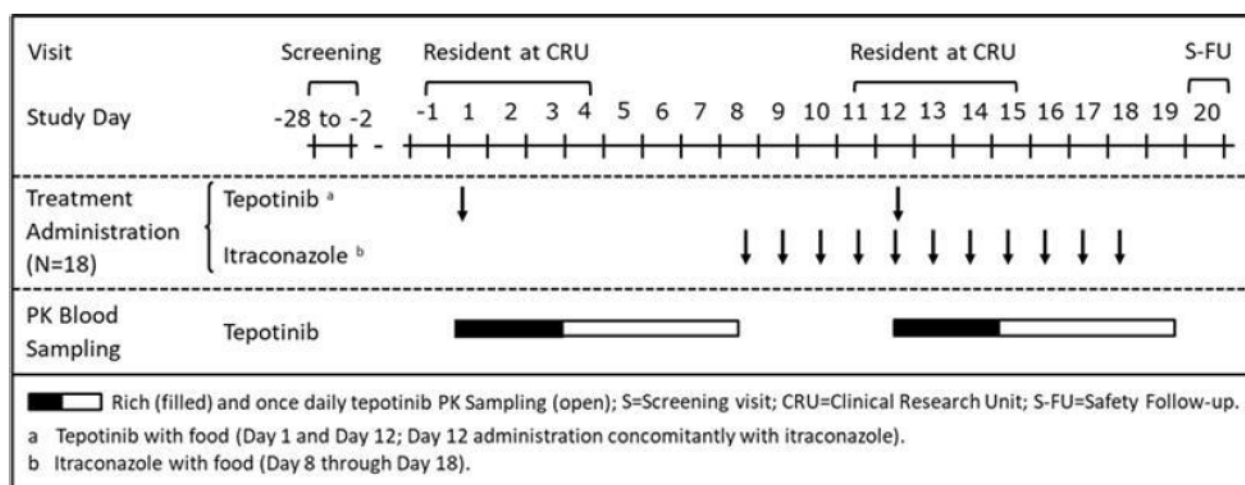 Visit Screening Resident at CRU Resident at CRU S-FU
Study Day -28 to -2 - -1 1 2 3 4 5 6 7 8 9 10 11 12 13 14 15 16 17 18 19 20
Treatment
Administration
(N=18)
Tepotinib a
Itraconazole b
PK Blood
Sampling
Tepotinib
Rich (filled) and once daily tepotinib PK Sampling (open); S=Screening visit; CRU=Clinical Research Unit; S-FU=Safety Follow-up.
a Tepotinib with food (Day 1 and Day 12; Day 12 administration concomitantly with itraconazole).
b Itraconazole with food (Day 8 through Day 18).